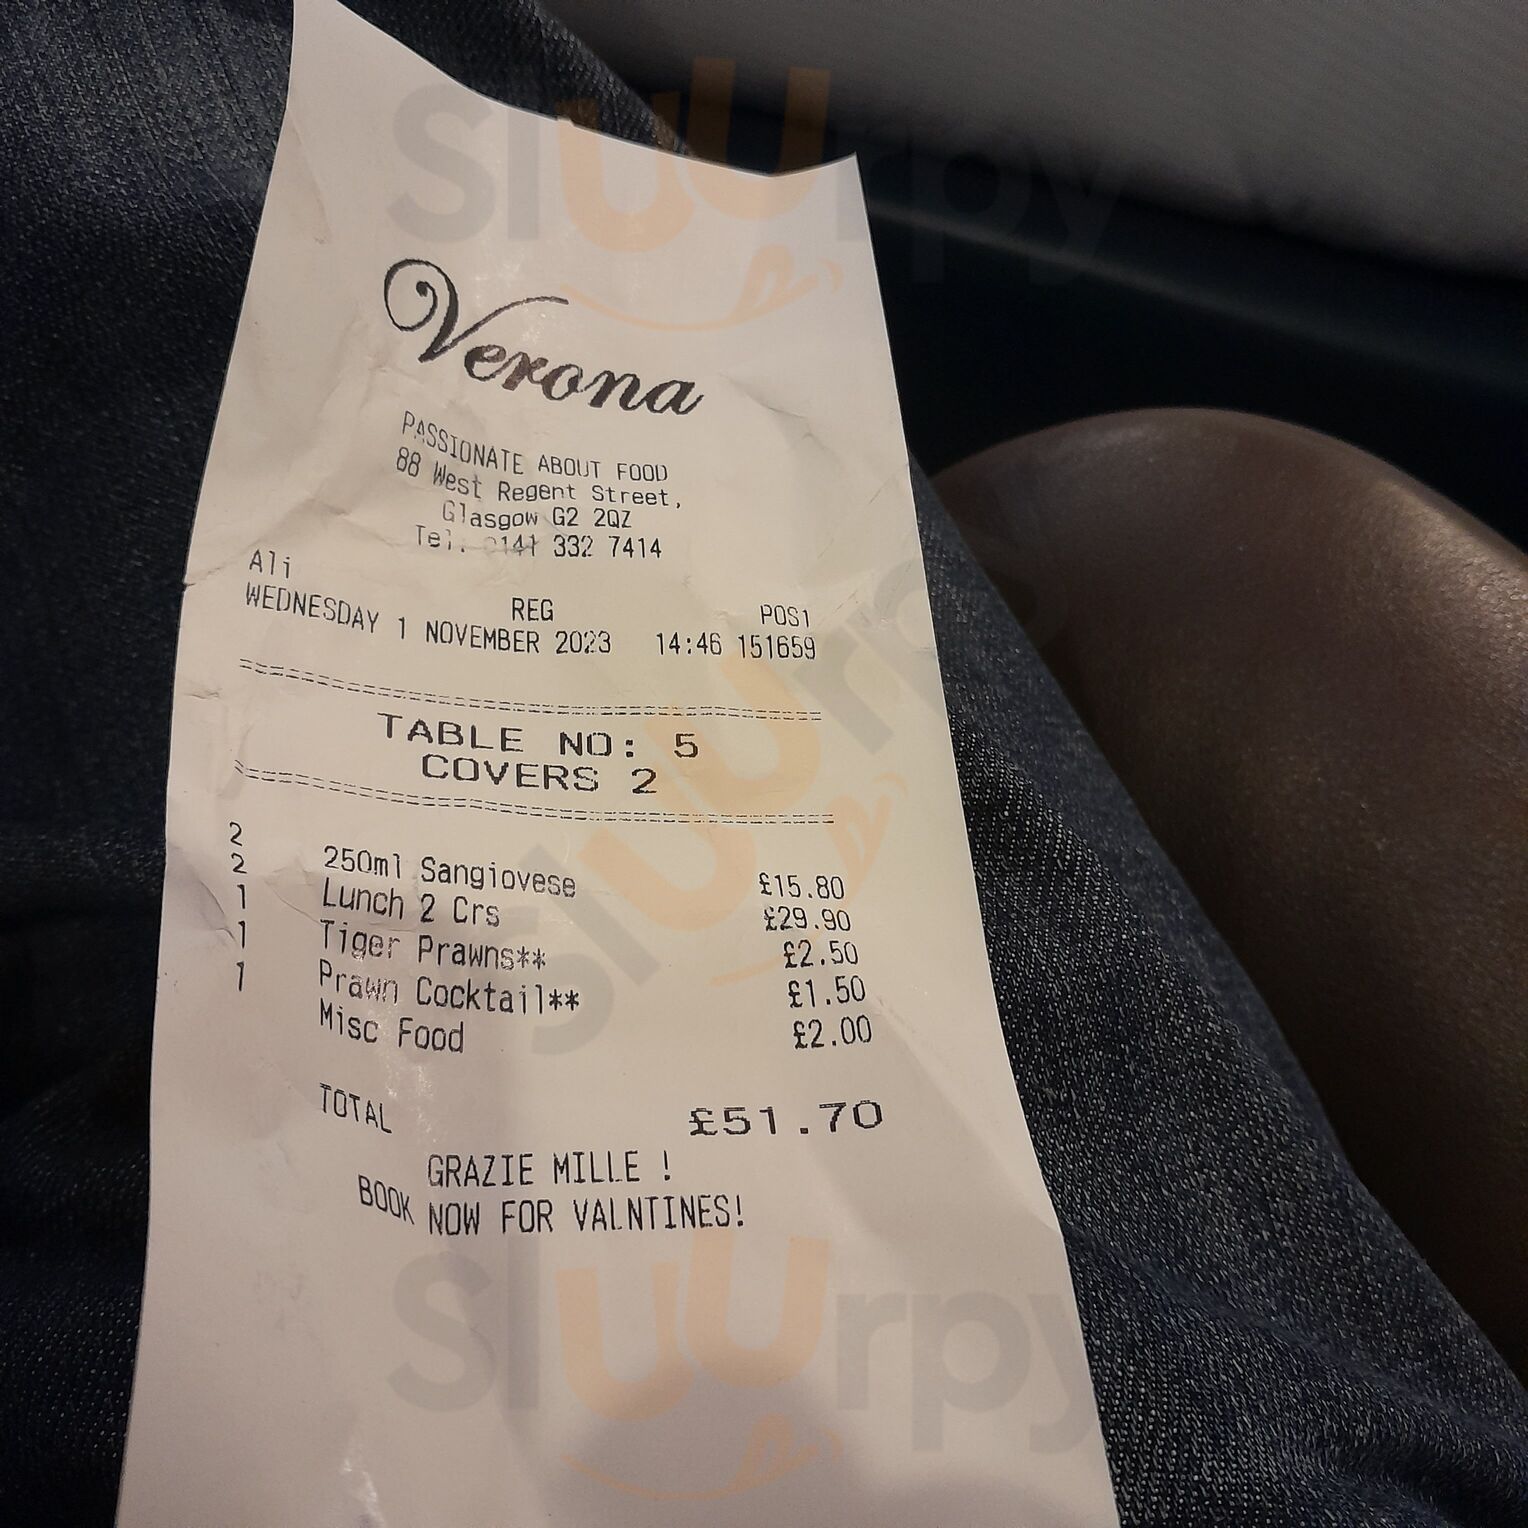 Sluurpy
Verona
PASSIONATE ABOUT FOOD
88 West Regent Street,
Glasgow G2 2QZ
Tel. 0141 332 7414
Ali
REG POS1
WEDNESDAY 1 NOVEMBER 2023 14:46 151659
TABLE NO: 5
COVERS 2
2 250ml Sangiovese £15.80
2 Lunch 2 Crs £29.90
1 Tiger Prawns** £2.50
1 Prawn Cocktail** £1.50
1 Misc Food £2.00
TOTAL £51.70
GRAZIE MILLE !
BOOK NOW FOR VALNTINES!
Sluurpy
Sluurpy